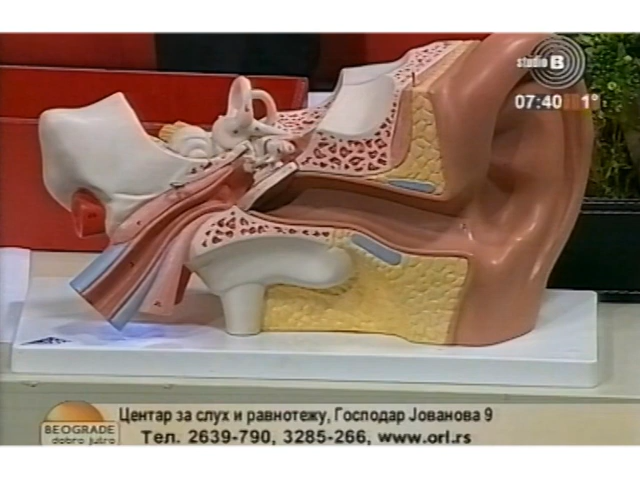 studio B
07:40 1°
Центар за слух и равнотежу, Господар Јованова 9
Тел. 2639-790, 3285-266, www.orl.rs
BEOGRADE
dobro jutro